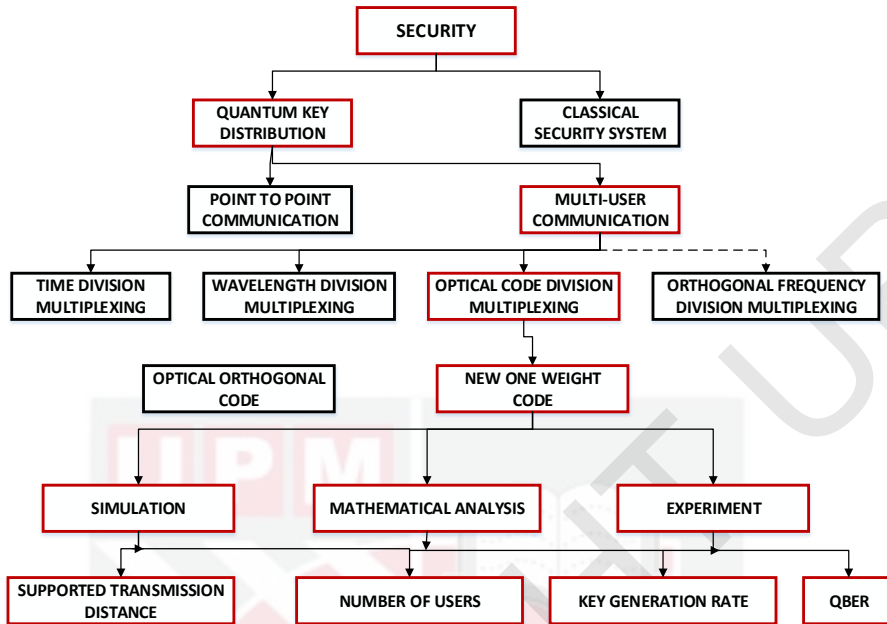 SECURITY
QUANTUM KEY
DISTRIBUTION
CLASSICAL
SECURITY SYSTEM
POINT TO POINT
COMMUNICATION
MULTI-USER
COMMUNICATION
TIME DIVISION
MULTIPLEXING
WAVELENGTH DIVISION
MULTIPLEXING
OPTICAL CODE DIVISION
MULTIPLEXING
ORTHOGONAL FREQUENCY
DIVISION MULTIPLEXING
OPTICAL ORTHOGONAL
CODE
NEW ONE WEIGHT
CODE
UPM
SIMULATION
MATHEMATICAL ANALYSIS
EXPERIMENT
SUPPORTED TRANSMISSION
DISTANCE
NUMBER OF USERS
KEY GENERATION RATE
QBER